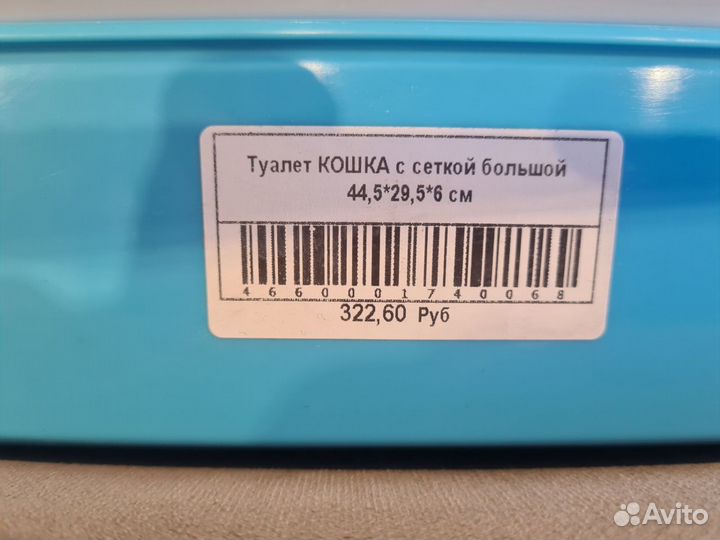 Туалет КОШКА с сеткой большой
44,5*29,5*6 см
4660001740068
322,60 Руб
Avito